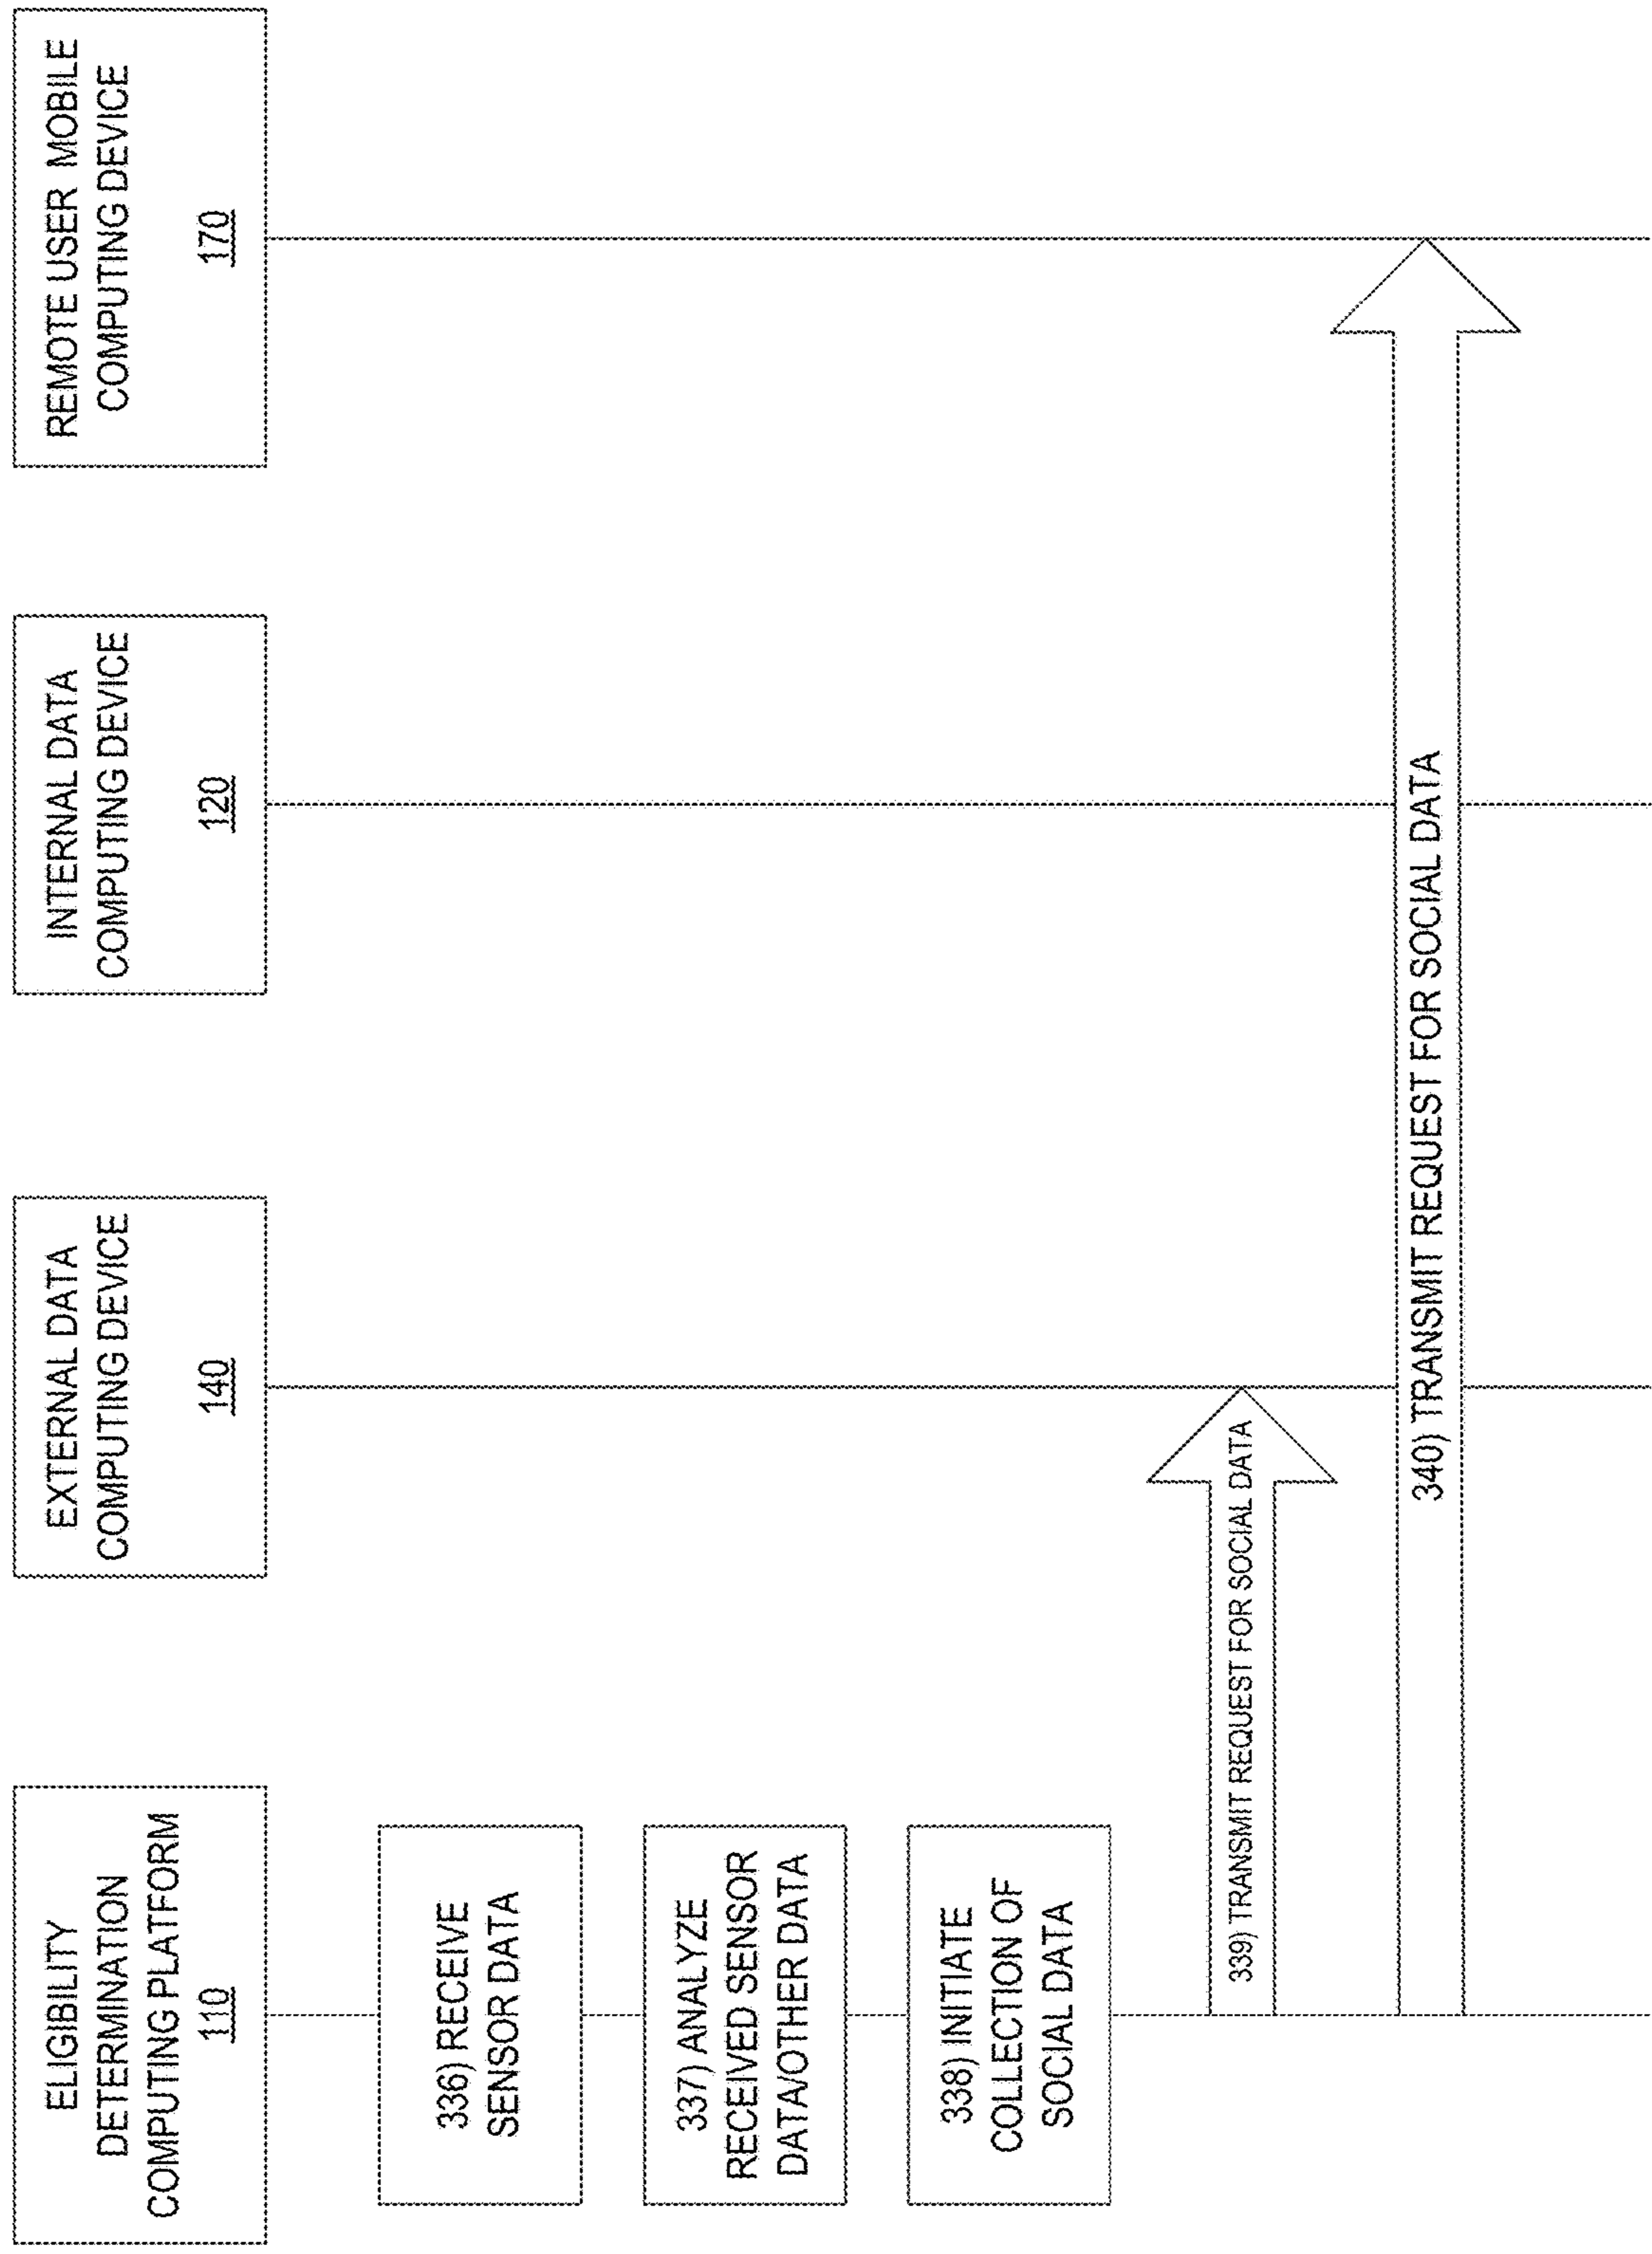 ELIGIBILITY
DETERMINATION
COMPUTING PLATFORM
110
EXTERNAL DATA
COMPUTING DEVICE
140
INTERNAL DATA
COMPUTING DEVICE
120
REMOTE USER MOBILE
COMPUTING DEVICE
170
336) RECEIVE
SENSOR DATA
337) ANALYZE
RECEIVED SENSOR
DATA/OTHER DATA
338) INITIATE
COLLECTION OF
SOCIAL DATA
339) TRANSMIT REQUEST FOR SOCIAL DATA
340) TRANSMIT REQUEST FOR SOCIAL DATA